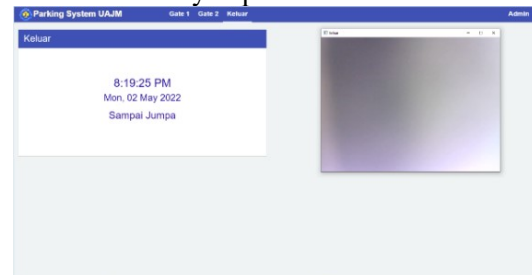 Parking System UAJM Gate 1 Gate 2 Keluar Admin
Keluar
Keluar
8:19:25 PM
Mon, 02 May 2022
Sampai Jumpa